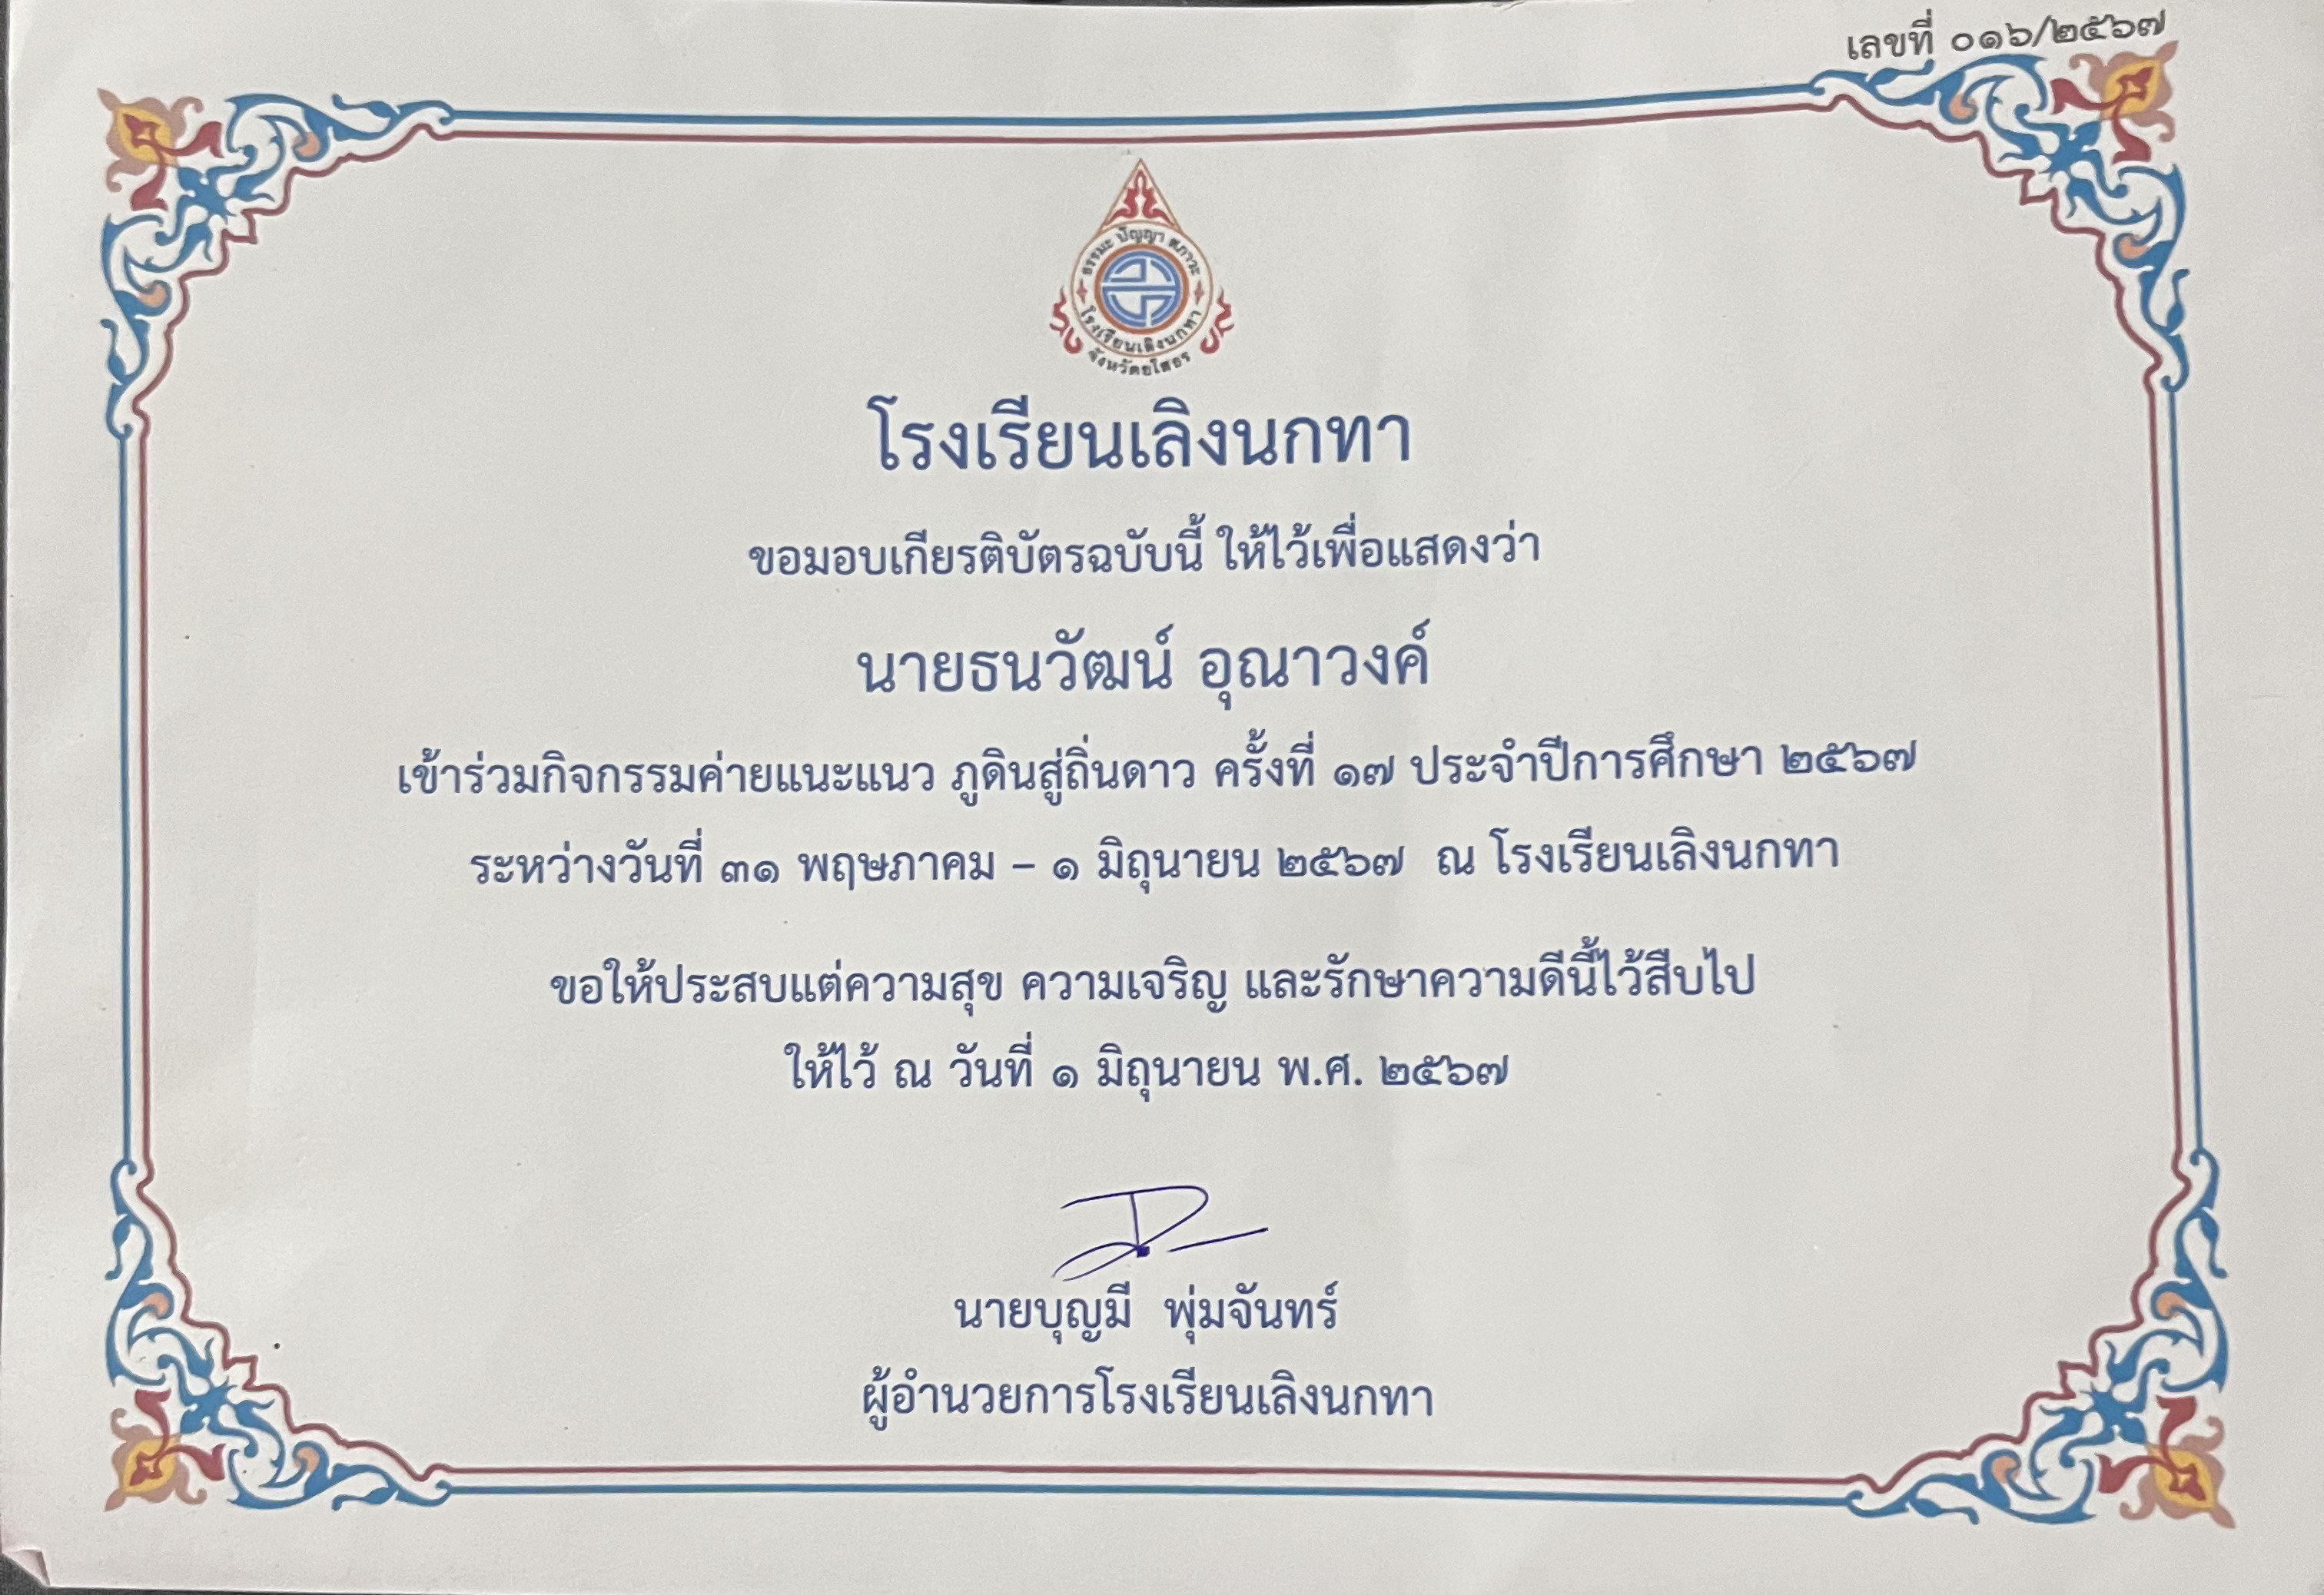 เลขที่ ๐๑๖/๒๕๖๗
ธรรมะ ปัญญา สภาวะ
โรงเรียนเลิงนกทา
จังหวัดยโสธร
โรงเรียนเลิงนกทา
ขอมอบเกียรติบัตรฉบับนี้ ให้ไว้เพื่อแสดงว่า
นายธนวัฒน์ อุณาวงค์
เข้าร่วมกิจกรรมค่ายแนะแนว ภูดินสู่ถิ่นดาว ครั้งที่ ๑๗ ประจำปีการศึกษา ๒๕๖๗
ระหว่างวันที่ ๓๑ พฤษภาคม – ๑ มิถุนายน ๒๕๖๗ ณ โรงเรียนเลิงนกทา
ขอให้ประสบแต่ความสุข ความเจริญ และรักษาความดีนี้ไว้สืบไป
ให้ไว้ ณ วันที่ ๑ มิถุนายน พ.ศ. ๒๕๖๗
นายบุญมี พุ่มจันทร์
ผู้อำนวยการโรงเรียนเลิงนกทา